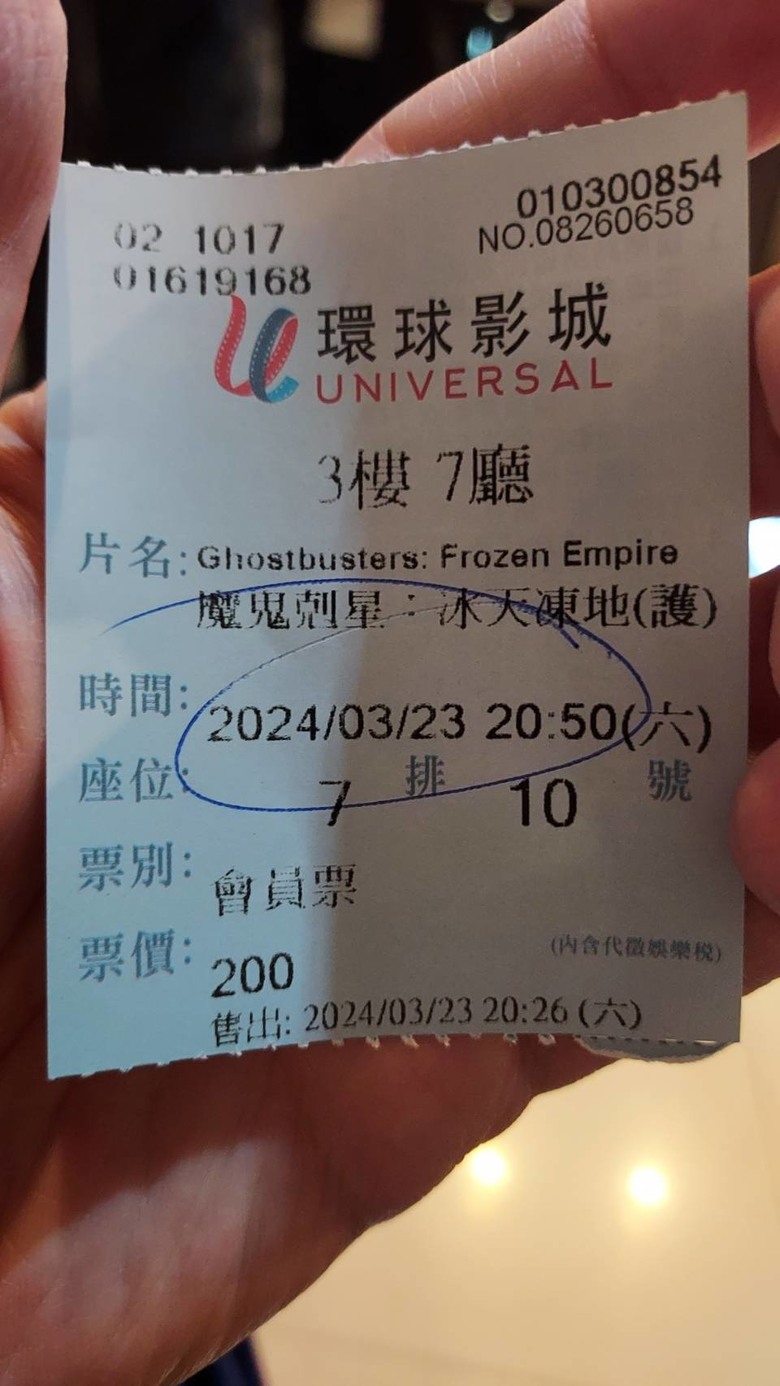 010300854
02 1017
NO.08260658
01619168
環球影城
UNIVERSAL
3樓 7廳
片名: Ghostbusters: Frozen Empire
魔鬼剋星：冰天凍地(護)
時間: 2024/03/23 20:50(六)
座位: 7 排 10 號
票別: 會員票
票價: 200 (內含代徵娛樂稅)
售出: 2024/03/23 20:26 (六)